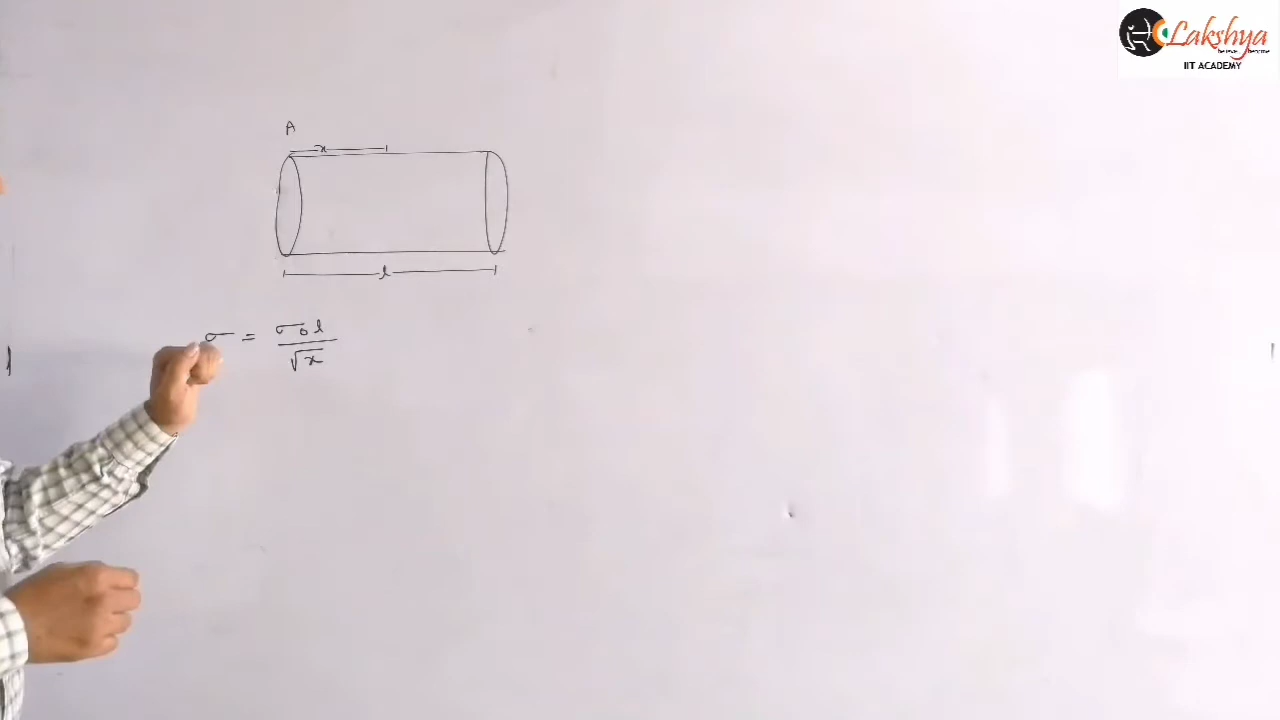 Lakshya
IIT ACADEMY
A
x
l
σ = σ₀ l / √x